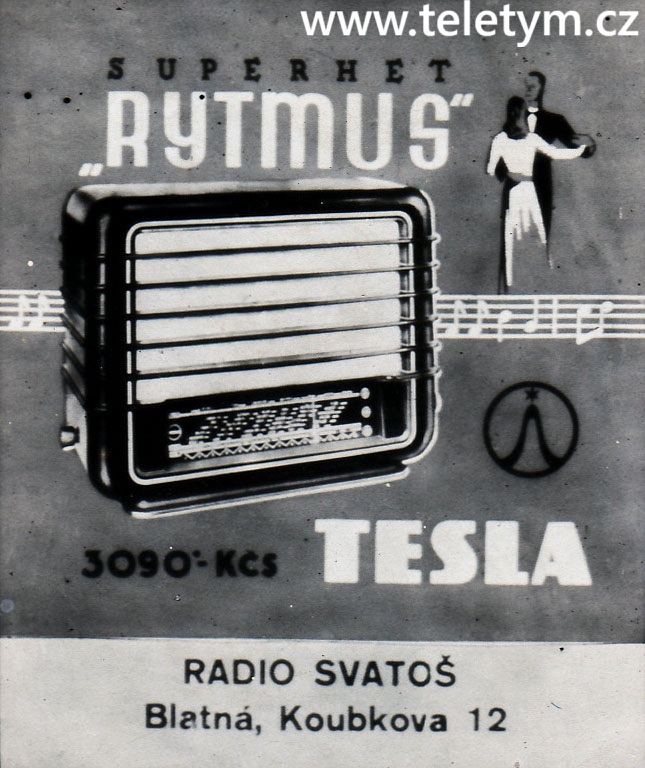 www.teletym.cz
SUPERHET
„RYTMUS“
3090·- Kčs
TESLA
RADIO SVATOŠ
Blatná, Koubkova 12